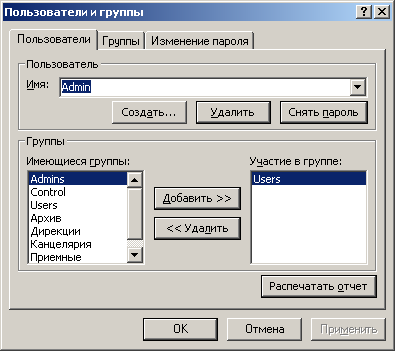 Пользователи и группы
Пользователи Группы Изменение пароля
Пользователь
Имя: Admin
Создать... Удалить Снять пароль
Группы
Имеющиеся группы: Участие в группе:
Admins Users
Control
Users
Архив
Дирекции
Канцелярия
Приемные
Добавить >>
<< Удалить
Распечатать отчет
OK Отмена Применить